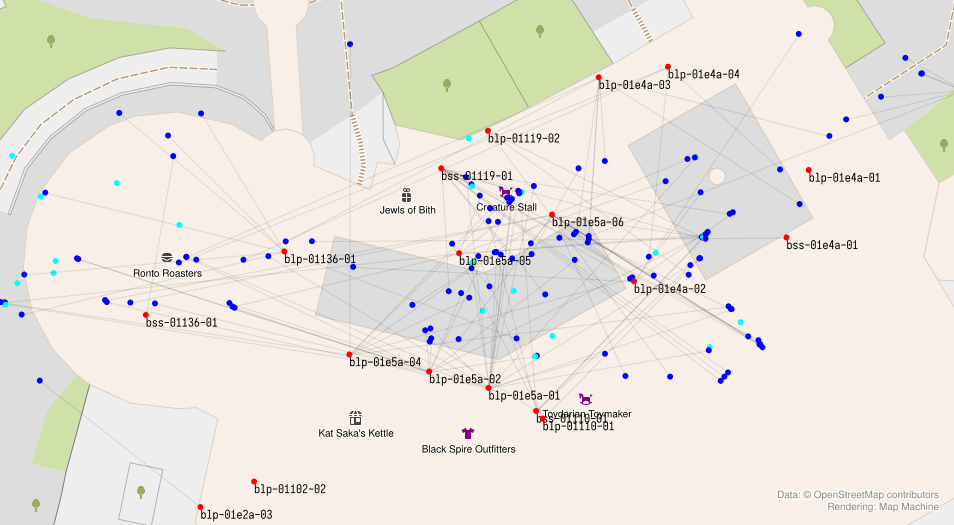 blp-01e4a-04
blp-01e4a-03
blp-01119-02
bss-01119-01
blp-01e4a-01
Jewels of Bith
Creature Stall
blp-01e5a-06
bss-01e4a-01
blp-01136-01
blp-01e5a-05
Ronto Roasters
blp-01e4a-02
bss-01136-01
blp-01e5a-04
blp-01e5a-02
blp-01e5a-01
Toydarian Toymaker
bss-01110-01
blp-01110-01
Kat Saka's Kettle
Black Spire Outfitters
blp-01102-02
blp-01e2a-03
Data: © OpenStreetMap contributors
Rendering: Map Machine